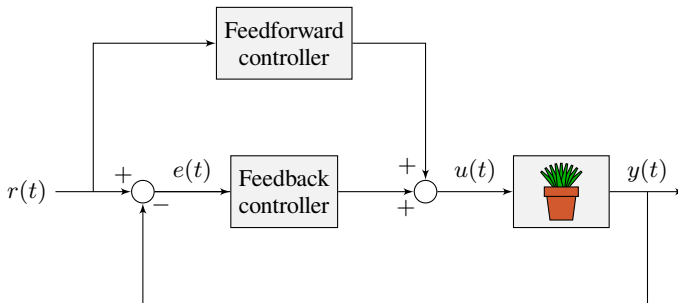 Feedforward
controller
r(t)
+
−
e(t)
Feedback
controller
+
+
u(t)
y(t)